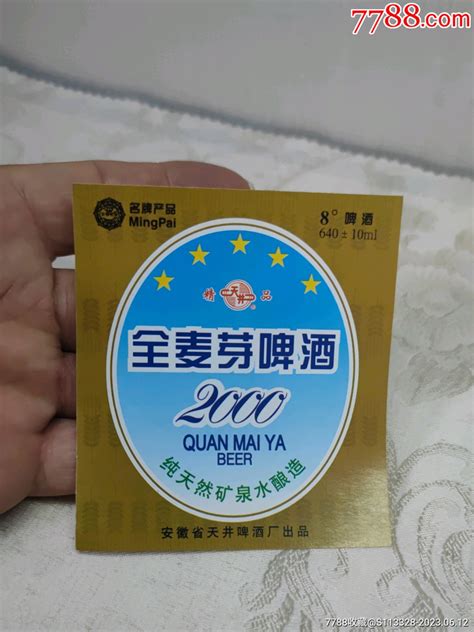 7788.com
名牌产品
MingPai
8° 啤酒
640±10ml
精 天井 品
全麦芽啤酒
2000
QUAN MAI YA
BEER
纯天然矿泉水酿造
安徽省天井啤酒厂出品
7788收藏@S113328-2023.06.12